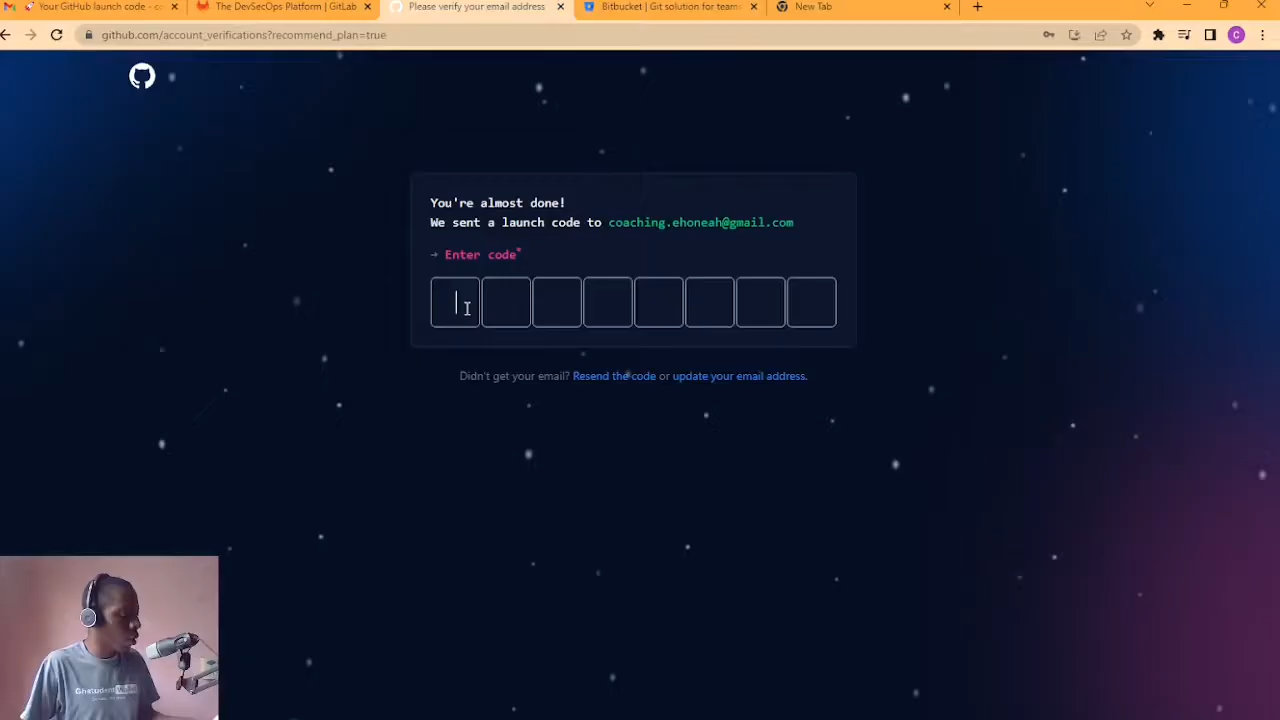 Your GitHub launch code - co
The DevSecOps Platform | GitLab
Please verify your email address
Bitbucket | Git solution for teams
New Tab
github.com/account_verifications?recommend_plan=true
C
You're almost done!
We sent a launch code to coaching.ehoneah@gmail.com
→ Enter code*
Didn't get your email? Resend the code or update your email address.